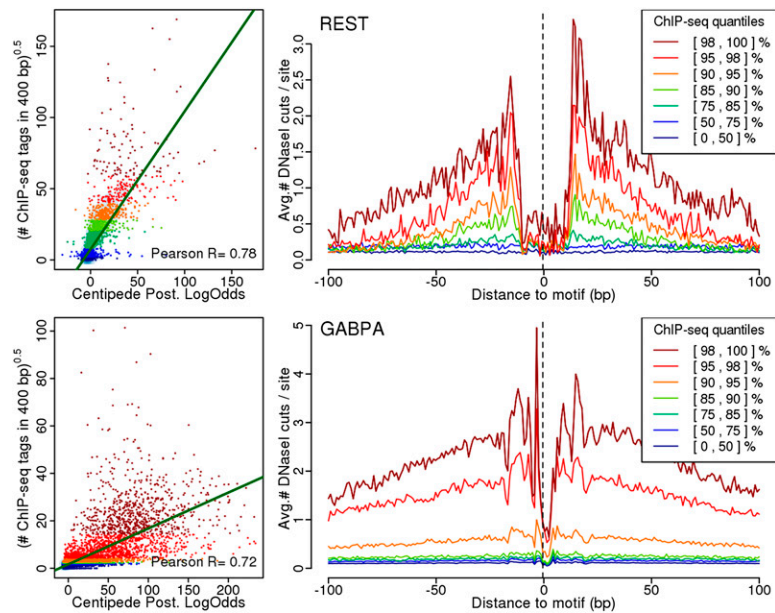 REST
ChIP-seq quantiles
[ 98 , 100 ] %
[ 95 , 98 ] %
[ 90 , 95 ] %
[ 85 , 90 ] %
[ 75 , 85 ] %
[ 50 , 75 ] %
[ 0 , 50 ] %
(# ChIP-seq tags in 400 bp)^0.5
0 50 100 150
Pearson R= 0.78
0 50 100 150
Centipede Post. LogOdds
Avg.# DNaseI cuts / site
0.0 0.5 1.0 1.5 2.0 2.5 3.0
-100 -50 0 50 100
Distance to motif (bp)
GABPA
ChIP-seq quantiles
[ 98 , 100 ] %
[ 95 , 98 ] %
[ 90 , 95 ] %
[ 85 , 90 ] %
[ 75 , 85 ] %
[ 50 , 75 ] %
[ 0 , 50 ] %
(# ChIP-seq tags in 400 bp)^0.5
0 20 40 60 80 100
Pearson R= 0.72
0 50 100 150 200
Centipede Post. LogOdds
Avg.# DNaseI cuts / site
0 1 2 3 4 5
-100 -50 0 50 100
Distance to motif (bp)